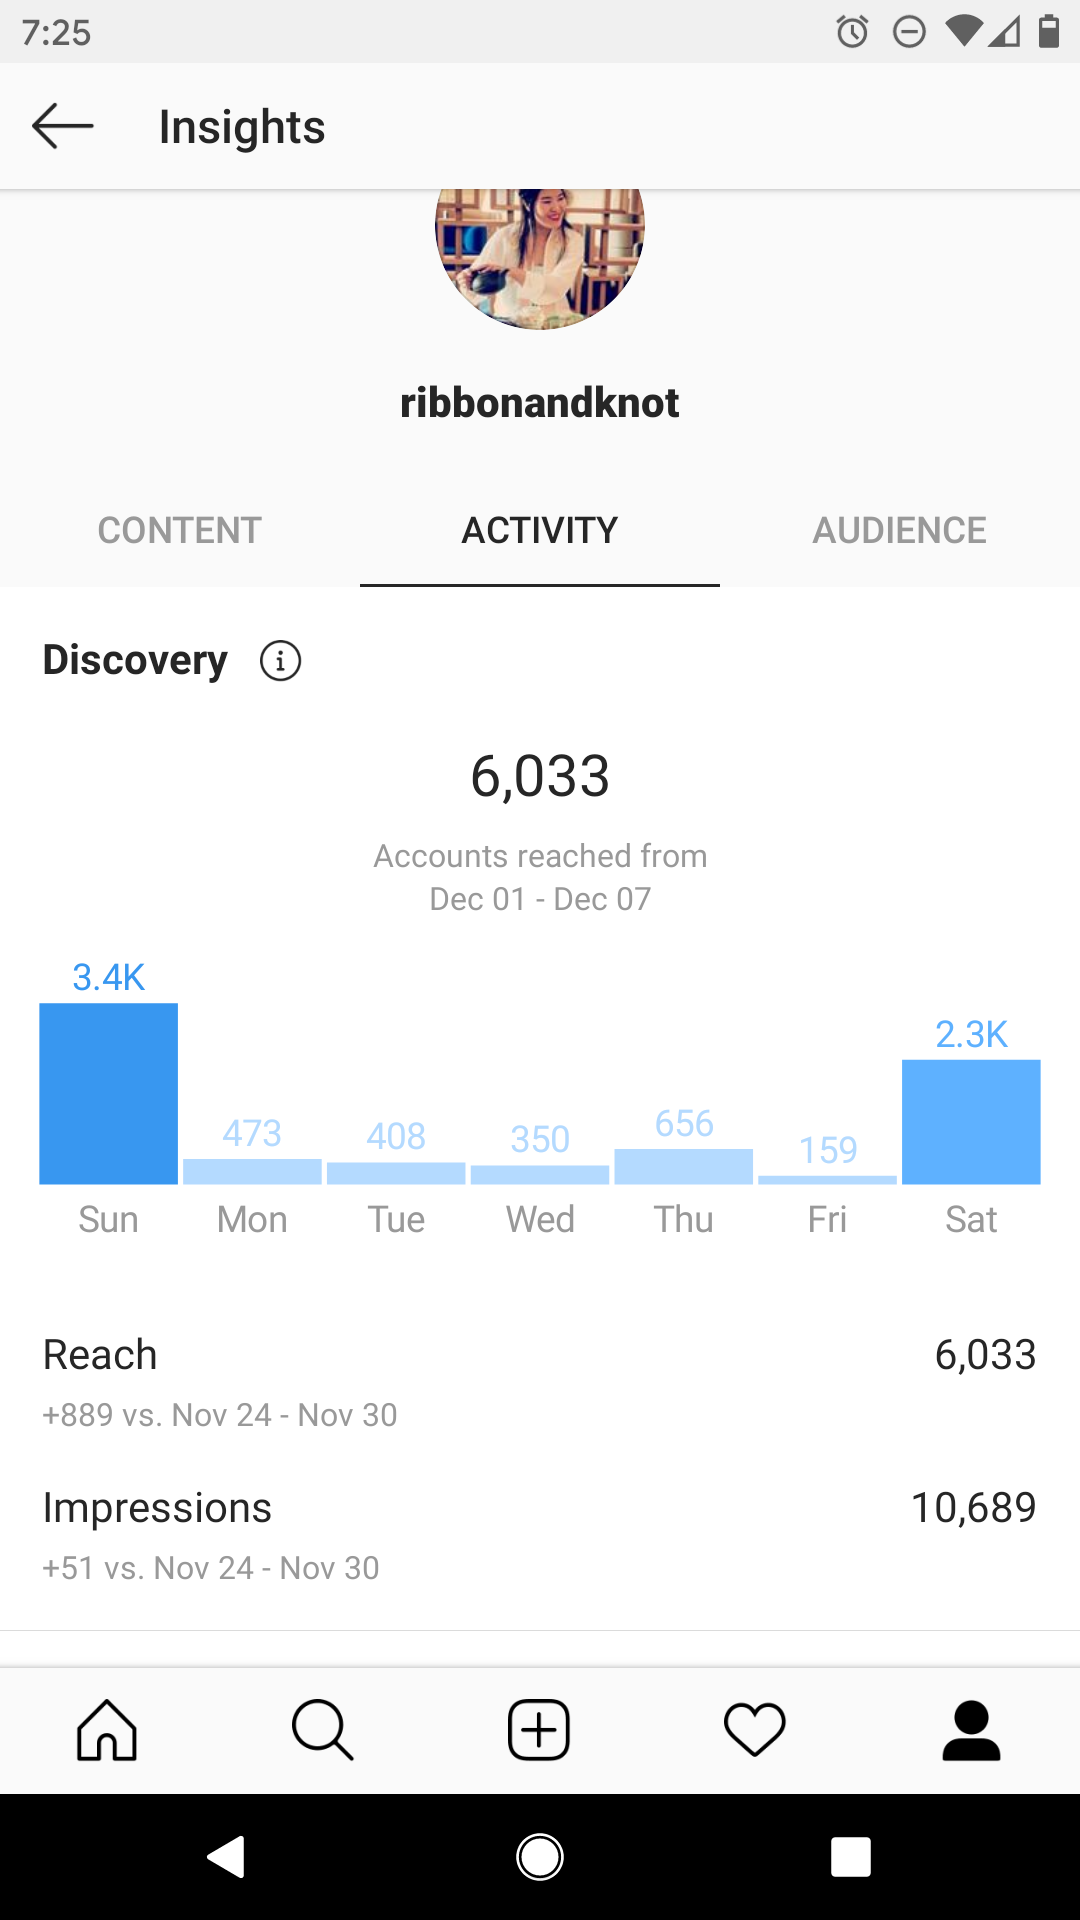 7:25
Insights
ribbonandknot
CONTENT ACTIVITY AUDIENCE
Discovery
6,033
Accounts reached from
Dec 01 - Dec 07
3.4K 473 408 350 656 159 2.3K
Sun Mon Tue Wed Thu Fri Sat
Reach 6,033
+889 vs. Nov 24 - Nov 30
Impressions 10,689
+51 vs. Nov 24 - Nov 30